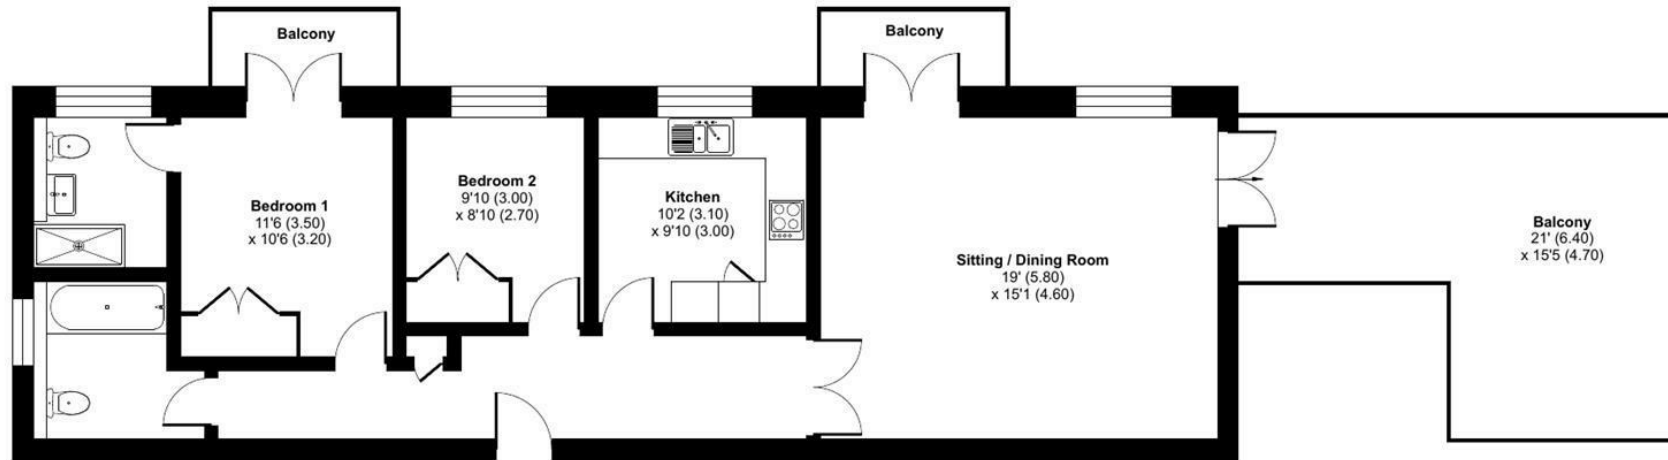 Balcony
Balcony
Bedroom 1
11'6 (3.50)
x 10'6 (3.20)
Bedroom 2
9'10 (3.00)
x 8'10 (2.70)
Kitchen
10'2 (3.10)
x 9'10 (3.00)
Sitting / Dining Room
19' (5.80)
x 15'1 (4.60)
Balcony
21' (6.40)
x 15'5 (4.70)